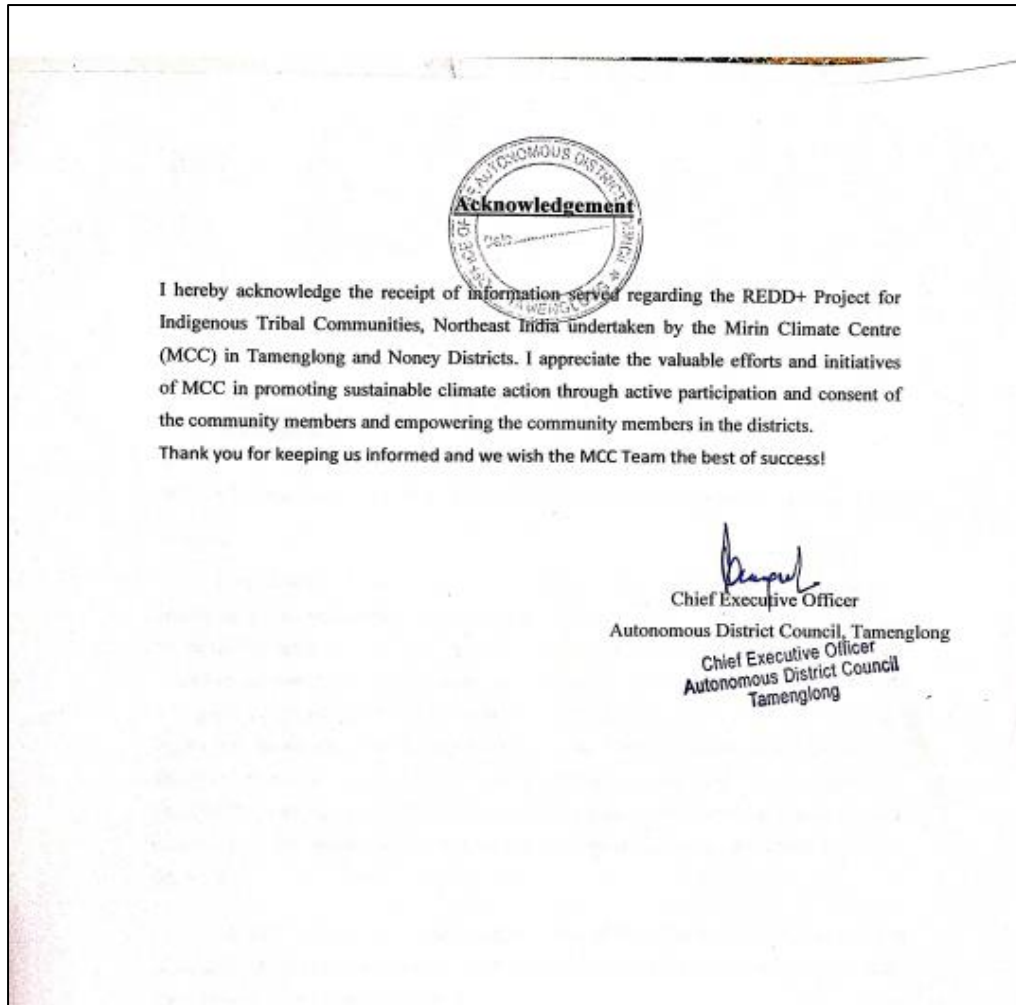 AUTONOMOUS DISTRICT
Acknowledgement
I hereby acknowledge the receipt of information served regarding the REDD+ Project for
Indigenous Tribal Communities, Northeast India undertaken by the Mirin Climate Centre
(MCC) in Tamenglong and Noney Districts. I appreciate the valuable efforts and initiatives
of MCC in promoting sustainable climate action through active participation and consent of
the community members and empowering the community members in the districts.
Thank you for keeping us informed and we wish the MCC Team the best of success!
Chief Executive Officer
Autonomous District Council, Tamenglong
Chief Executive Officer
Autonomous District Council
Tamenglong